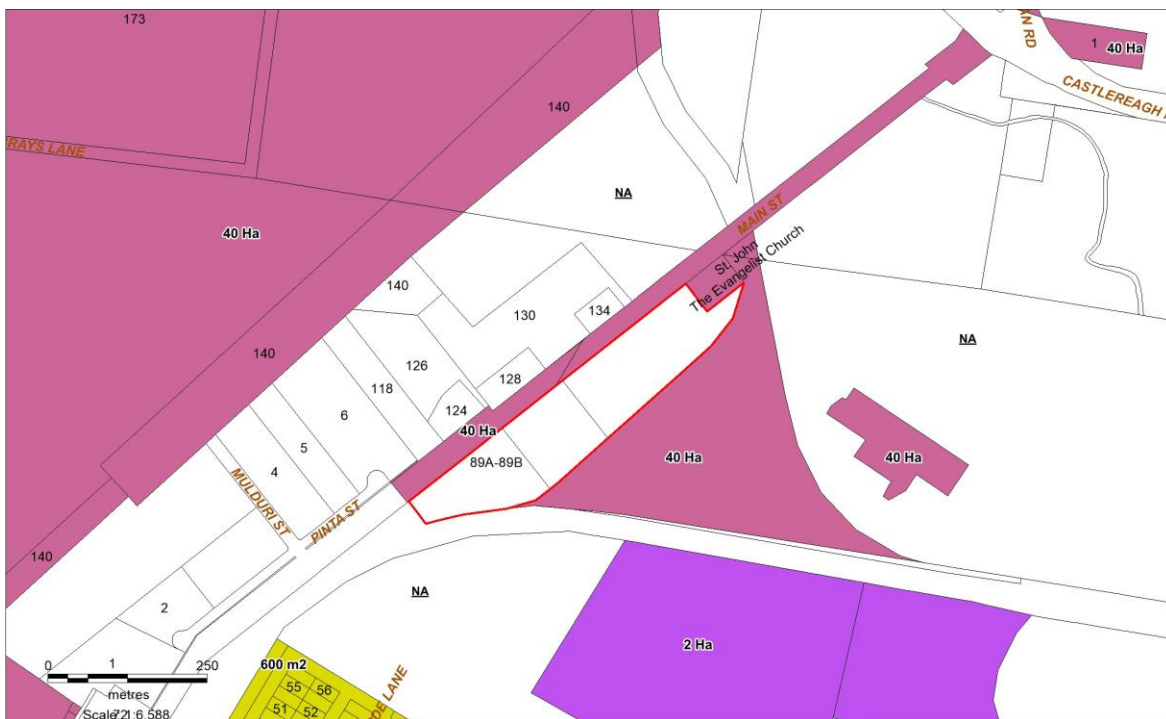 173
RAYS LANE
40 Ha
140
NA
1
40 Ha
CASTLEREAGH
MAIN ST
St. John
The Evangelist Church
140
130
134
NA
140
126
128
118
124
6
40 Ha
5
4
89A-89B
40 Ha
40 Ha
MULDURI ST
PINTA ST
140
NA
2
2 Ha
0
1
250
metres
600 m2
55
56
51
52
LANE